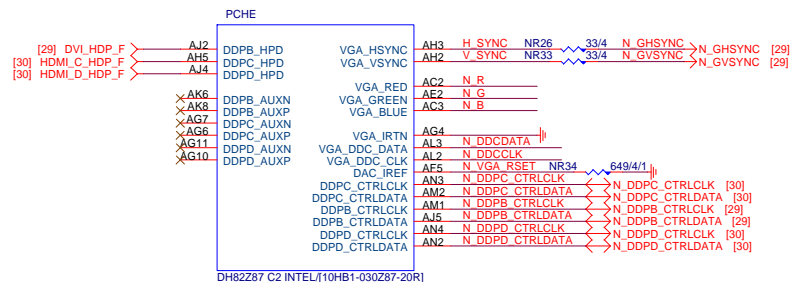 PCHE
[29] DVI_HDP_F AJ2 DDPB_HPD VGA_HSYNC AH3 H_SYNC NR26 33/4 N_GHSYNC N_GHSYNC [29]
[30] HDMI_C_HDP_F AH5 DDPC_HPD VGA_VSYNC AH2 V_SYNC NR33 33/4 N_GVSYNC N_GVSYNC [29]
[30] HDMI_D_HDP_F AJ4 DDPD_HPD
VGA_RED AC2 N_R
AK6 DDPB_AUXN VGA_GREEN AE2 N_G
AK8 DDPB_AUXP VGA_BLUE AC3 N_B
AG7 DDPC_AUXN
AG6 DDPC_AUXP VGA_IRTN AG4
AG11 DDPD_AUXN VGA_DDC_DATA AL3 N_DDCDATA
AG10 DDPD_AUXP VGA_DDC_CLK AL2 N_DDCCLK
DAC_IREF AF5 N_VGA_RSET NR34 649/4/1
DDPC_CTRLCLK AN3 N_DDPC_CTRLCLK N_DDPC_CTRLCLK [30]
DDPC_CTRLDATA AM2 N_DDPC_CTRLDATA N_DDPC_CTRLDATA [30]
DDPB_CTRLCLK AM1 N_DDPB_CTRLCLK N_DDPB_CTRLCLK [29]
DDPB_CTRLDATA AJ5 N_DDPB_CTRLDATA N_DDPB_CTRLDATA [29]
DDPD_CTRLCLK AN4 N_DDPD_CTRLCLK N_DDPD_CTRLCLK [30]
DDPD_CTRLDATA AN2 N_DDPD_CTRLDATA N_DDPD_CTRLDATA [30]
DH82Z87 C2 INTEL/[10HB1-030Z87-20R]